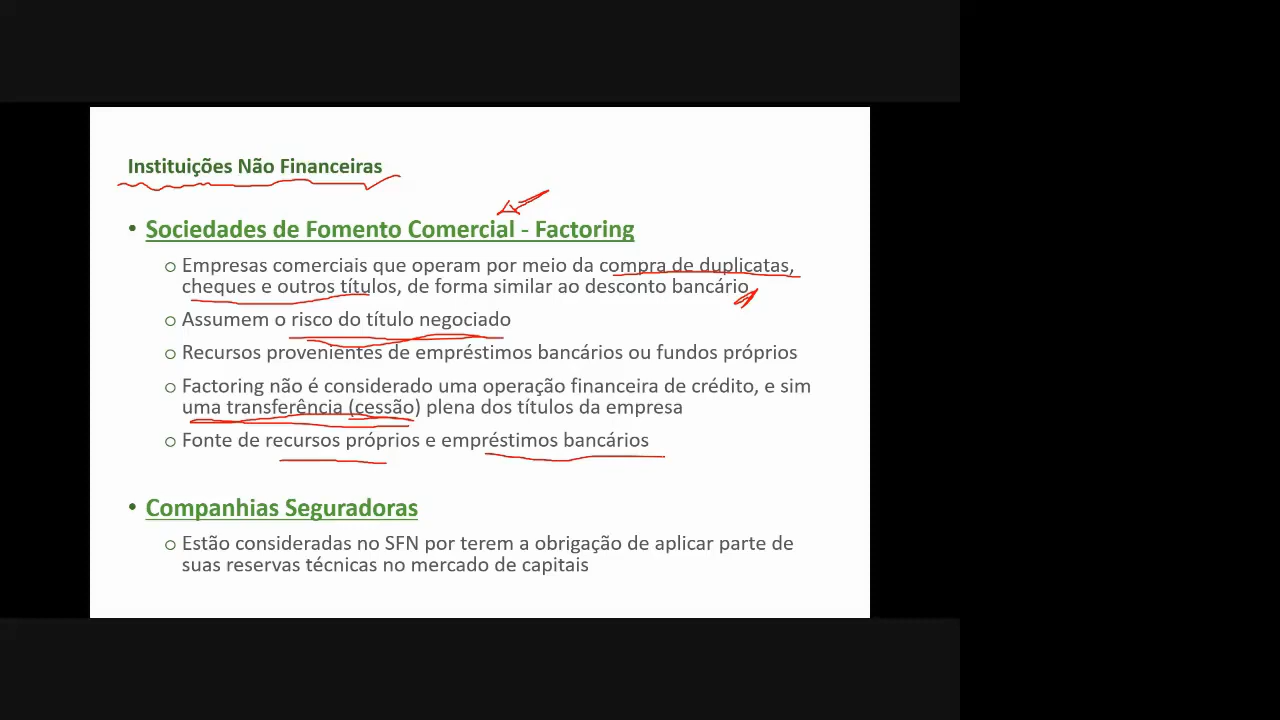 Instituições Não Financeiras
• Sociedades de Fomento Comercial - Factoring
o Empresas comerciais que operam por meio da compra de duplicatas,
cheques e outros títulos, de forma similar ao desconto bancário
o Assumem o risco do título negociado
o Recursos provenientes de empréstimos bancários ou fundos próprios
o Factoring não é considerado uma operação financeira de crédito, e sim
uma transferência (cessão) plena dos títulos da empresa
o Fonte de recursos próprios e empréstimos bancários
• Companhias Seguradoras
o Estão consideradas no SFN por terem a obrigação de aplicar parte de
suas reservas técnicas no mercado de capitais